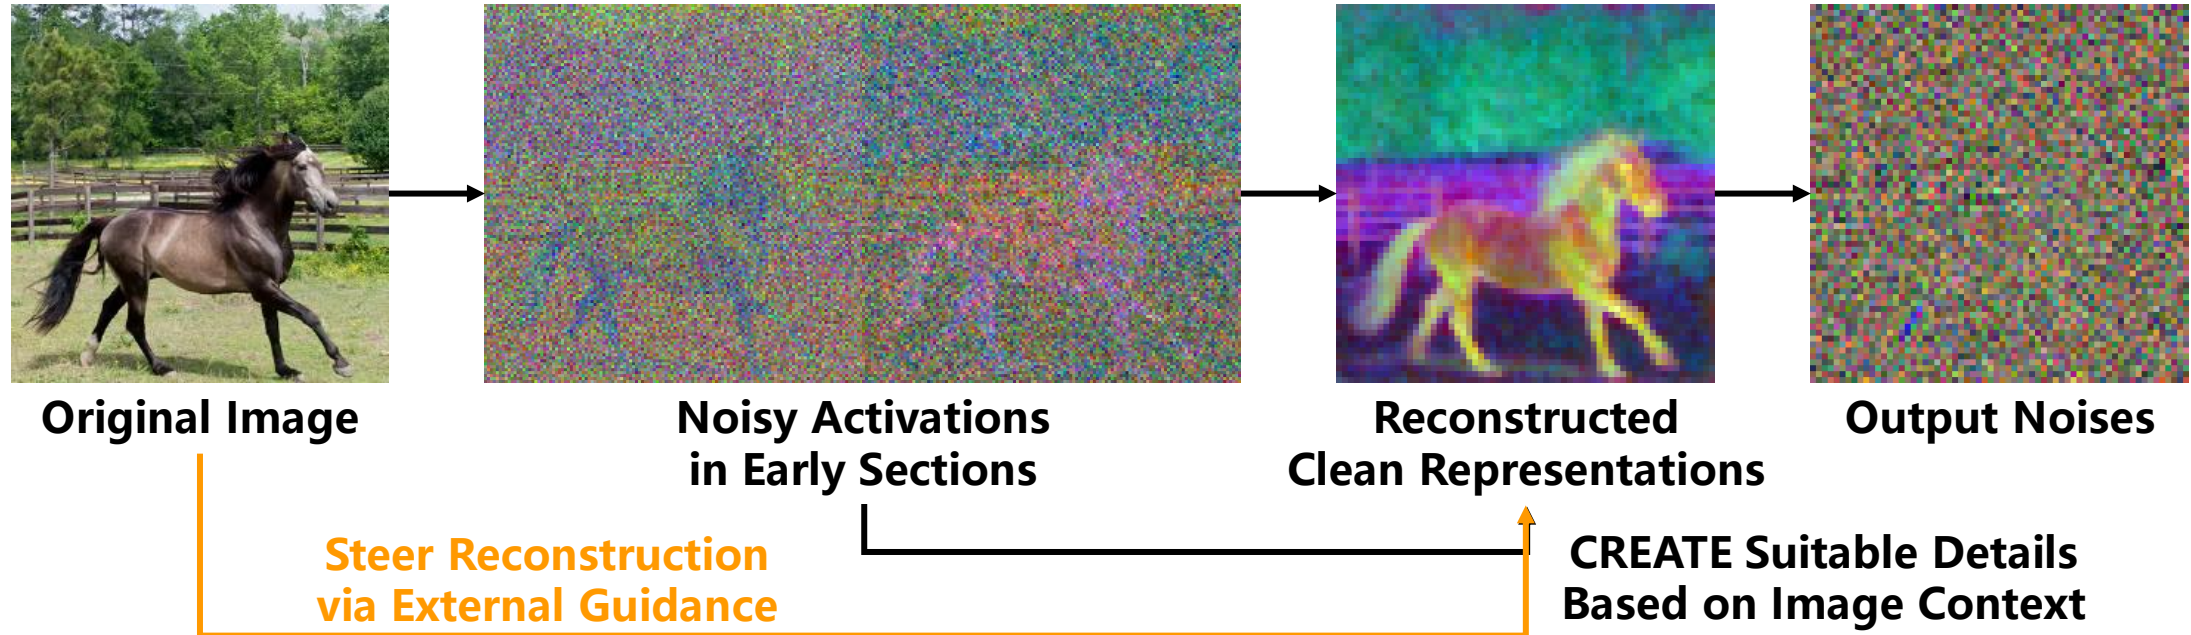 Original Image
Noisy Activations
in Early Sections
Reconstructed
Clean Representations
Output Noises
Steer Reconstruction
via External Guidance
CREATE Suitable Details
Based on Image Context